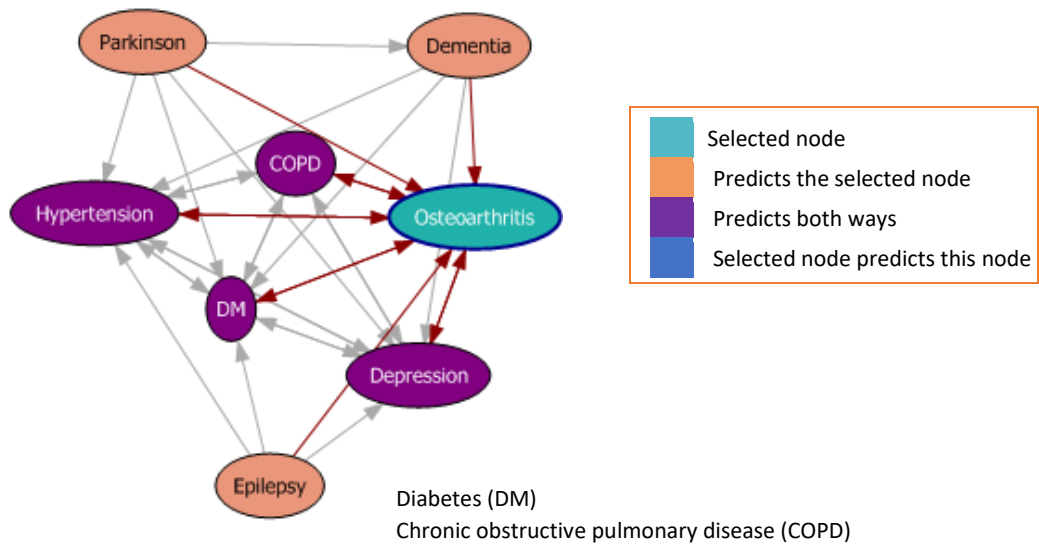 Parkinson
Dementia
COPD
Hypertension
Osteoarthritis
DM
Depression
Epilepsy
Selected node
Predicts the selected node
Predicts both ways
Selected node predicts this node
Diabetes (DM)
Chronic obstructive pulmonary disease (COPD)